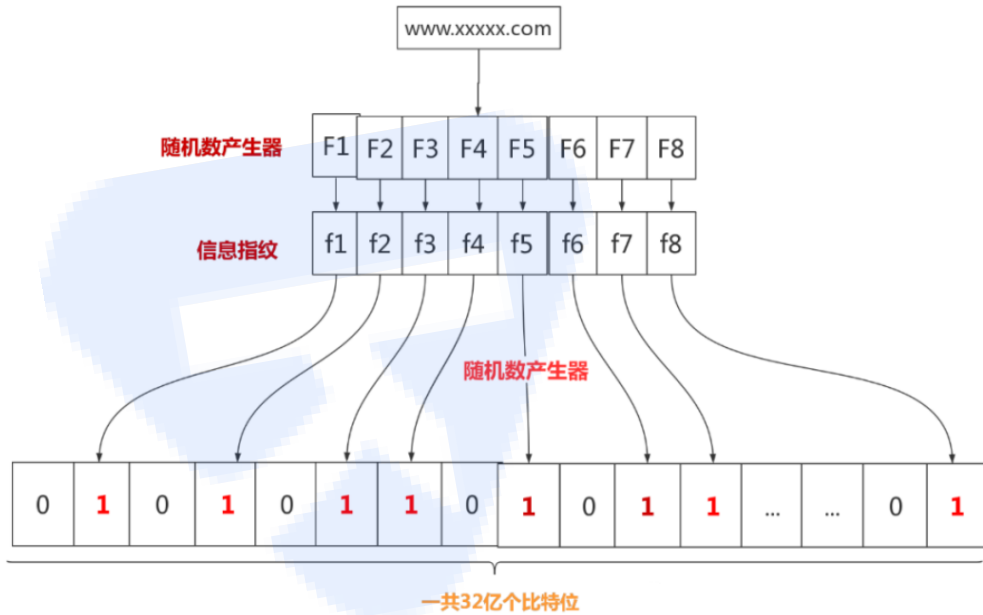 www.xxxxx.com
随机数产生器 F1 F2 F3 F4 F5 F6 F7 F8
信息指纹 f1 f2 f3 f4 f5 f6 f7 f8
随机数产生器
0 1 0 1 0 1 1 0 1 0 1 1 ... ... 0 1
一共32亿个比特位